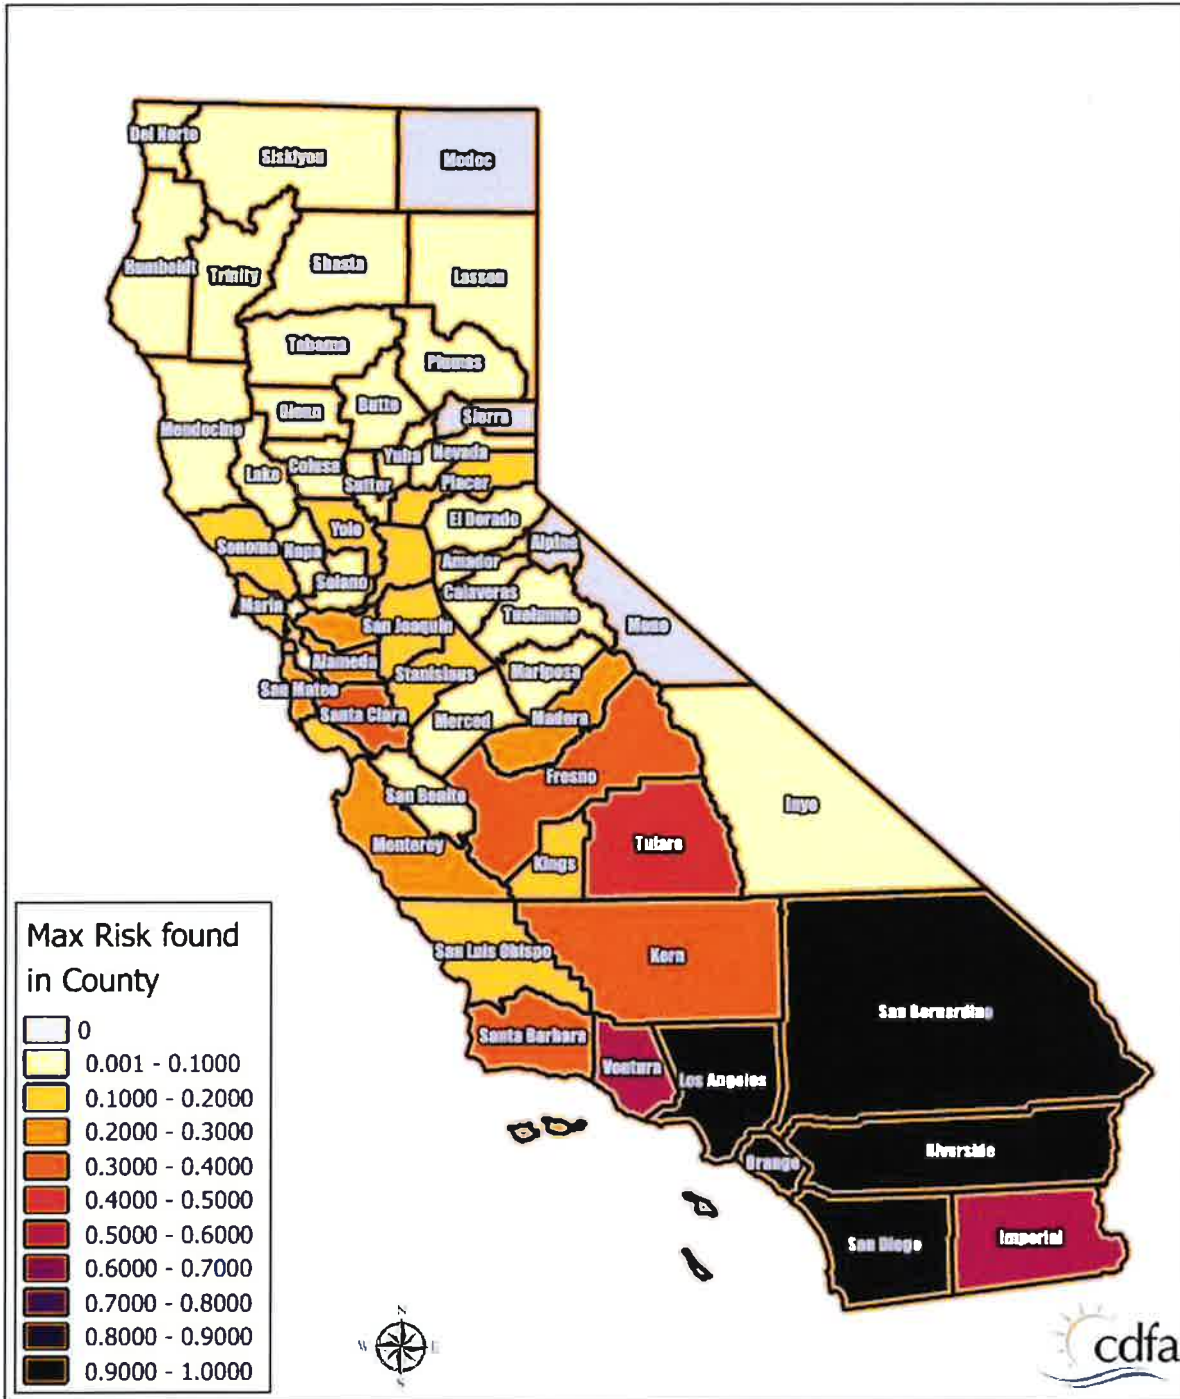 Del Norte
Siskiyou
Modoc
Humboldt
Trinity
Shasta
Lassen
Tehama
Plumas
Mendocino
Glenn
Butte
Sierra
Lake
Colusa
Sutter
Yuba
Nevada
Placer
Sonoma
Napa
Yolo
El Dorado
Alpine
Solano
Amador
Calaveras
Marin
San Joaquin
Tuolumne
Mono
Alameda
Stanislaus
Mariposa
San Mateo
Santa Clara
Merced
Madera
San Benito
Fresno
Inyo
Monterey
Kings
Tulare
San Luis Obispo
Kern
San Bernardino
Santa Barbara
Ventura
Los Angeles
Orange
Riverside
San Diego
Imperial
Max Risk found
in County
0
0.001 - 0.1000
0.1000 - 0.2000
0.2000 - 0.3000
0.3000 - 0.4000
0.4000 - 0.5000
0.5000 - 0.6000
0.6000 - 0.7000
0.7000 - 0.8000
0.8000 - 0.9000
0.9000 - 1.0000
N
W E
S
cdfa